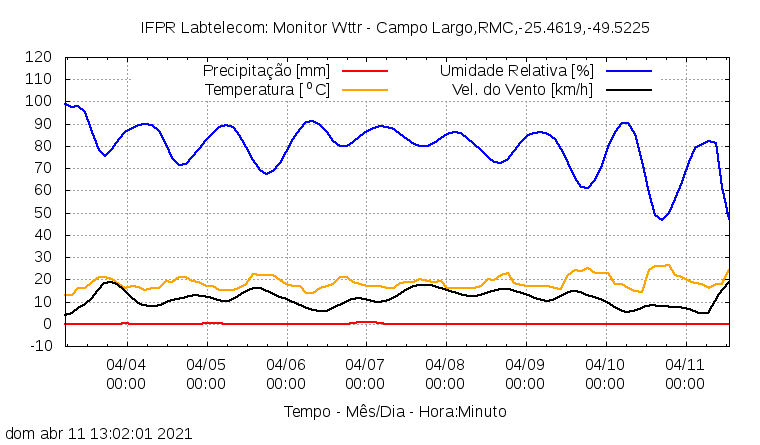 IFPR Labtelecom: Monitor Wttr - Campo Largo,RMC,-25.4619,-49.5225
120
110
100
90
80
70
60
50
40
30
20
10
0
-10
Precipitação [mm]
Temperatura [ ⁰C]
Umidade Relativa [%]
Vel. do Vento [km/h]
04/04 04/05 04/06 04/07 04/08 04/09 04/10 04/11
00:00 00:00 00:00 00:00 00:00 00:00 00:00 00:00
Tempo - Mês/Dia - Hora:Minuto
dom abr 11 13:02:01 2021